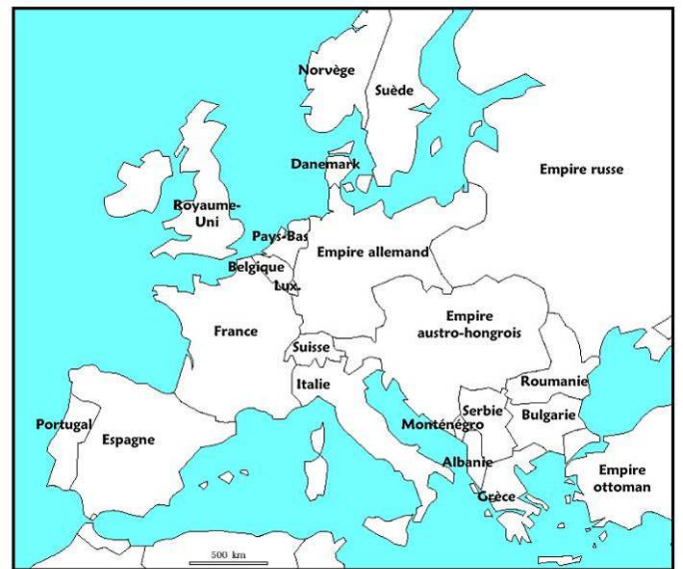 Norvège
Suède
Danemark
Empire russe
Royaume-
Uni
Pays-Bas
Empire allemand
Belgique
Lux.
Empire
austro-hongrois
France
Suisse
Italie
Roumanie
Serbie
Bulgarie
Monténégro
Portugal
Espagne
Albanie
Empire
ottoman
Grèce
500 km